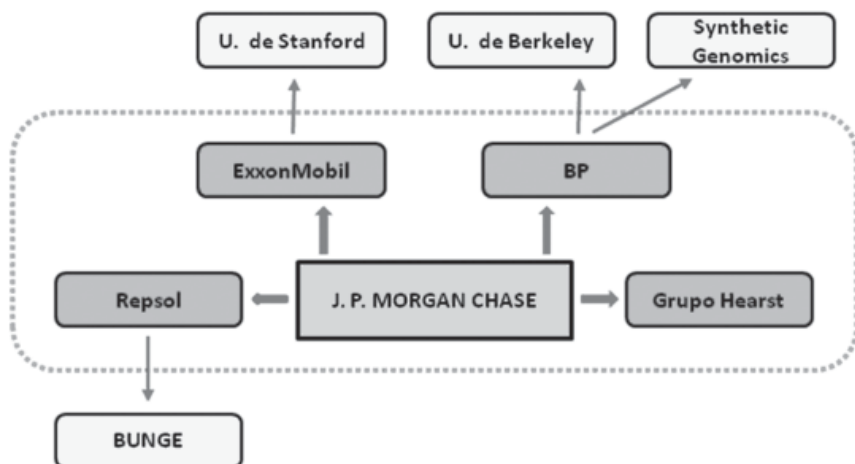 U. de Stanford
U. de Berkeley
Synthetic
Genomics
ExxonMobil
BP
Repsol
J. P. MORGAN CHASE
Grupo Hearst
BUNGE